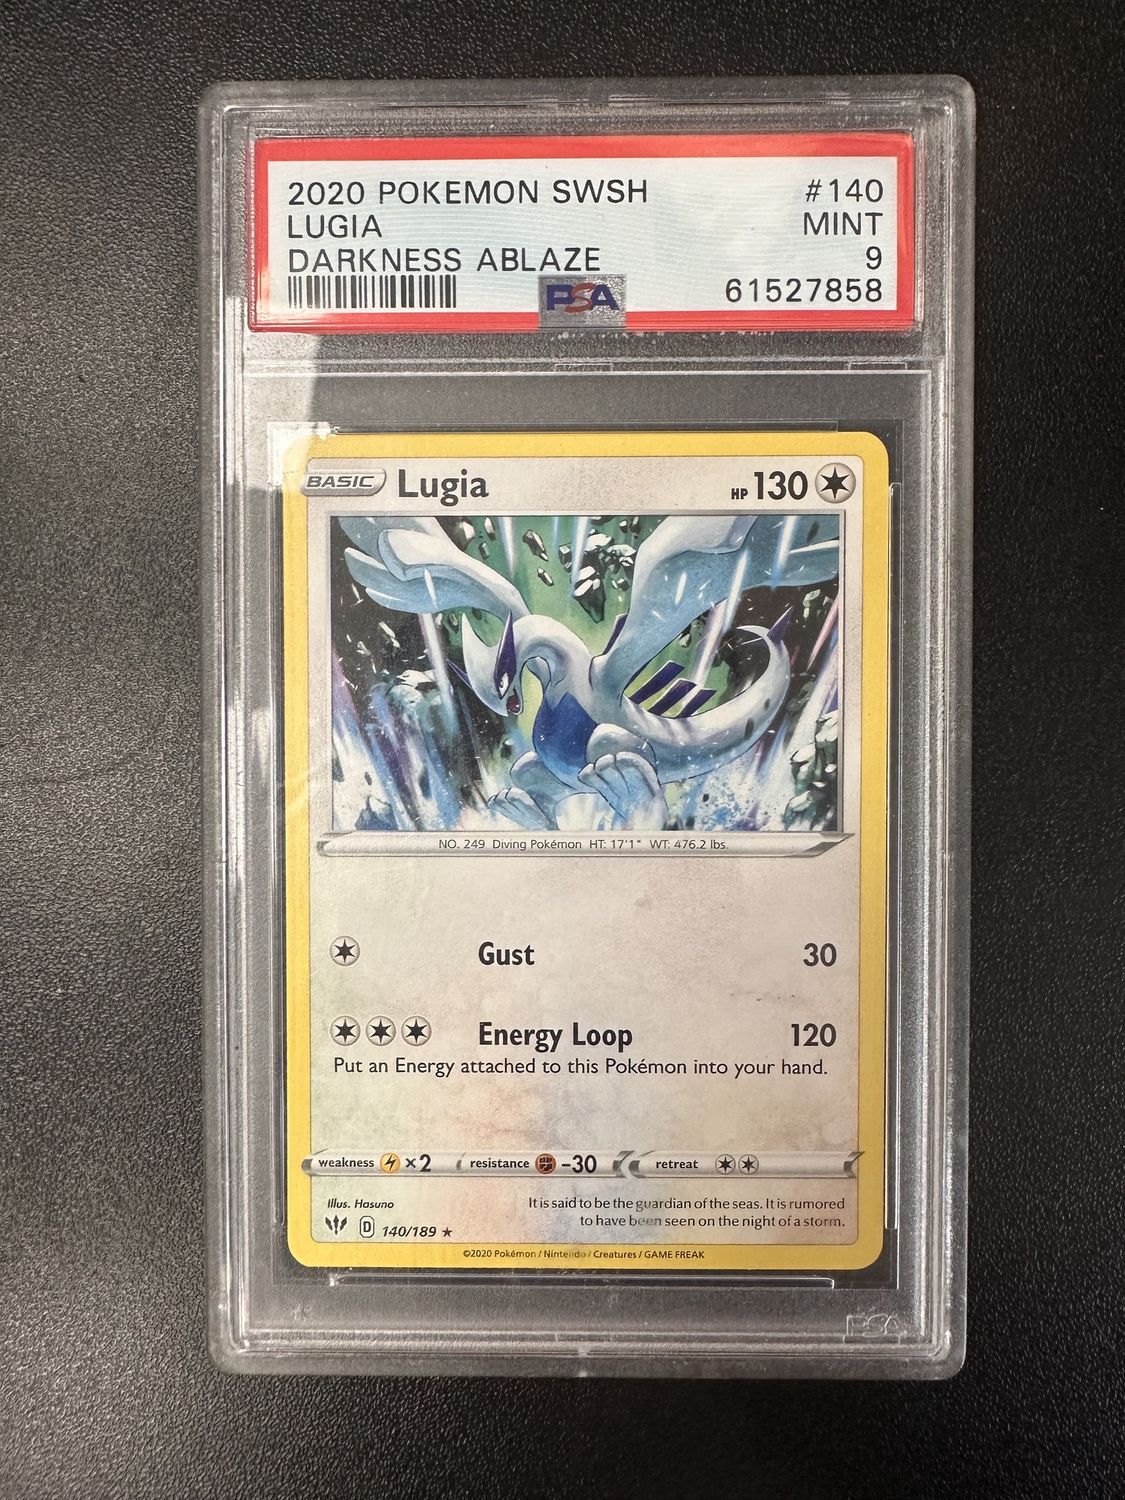 2020 POKEMON SWSH #140
LUGIA MINT
DARKNESS ABLAZE 9
PSA 61527858
BASIC Lugia HP 130
NO. 249 Diving Pokémon HT: 17'1" WT: 476.2 lbs.
Gust 30
Energy Loop 120
Put an Energy attached to this Pokémon into your hand.
weakness ×2 resistance -30 retreat
Illus. Hasuno
It is said to be the guardian of the seas. It is rumored
to have been seen on the night of a storm.
D 140/189 ★
©2020 Pokémon / Nintendo / Creatures / GAME FREAK
PSA